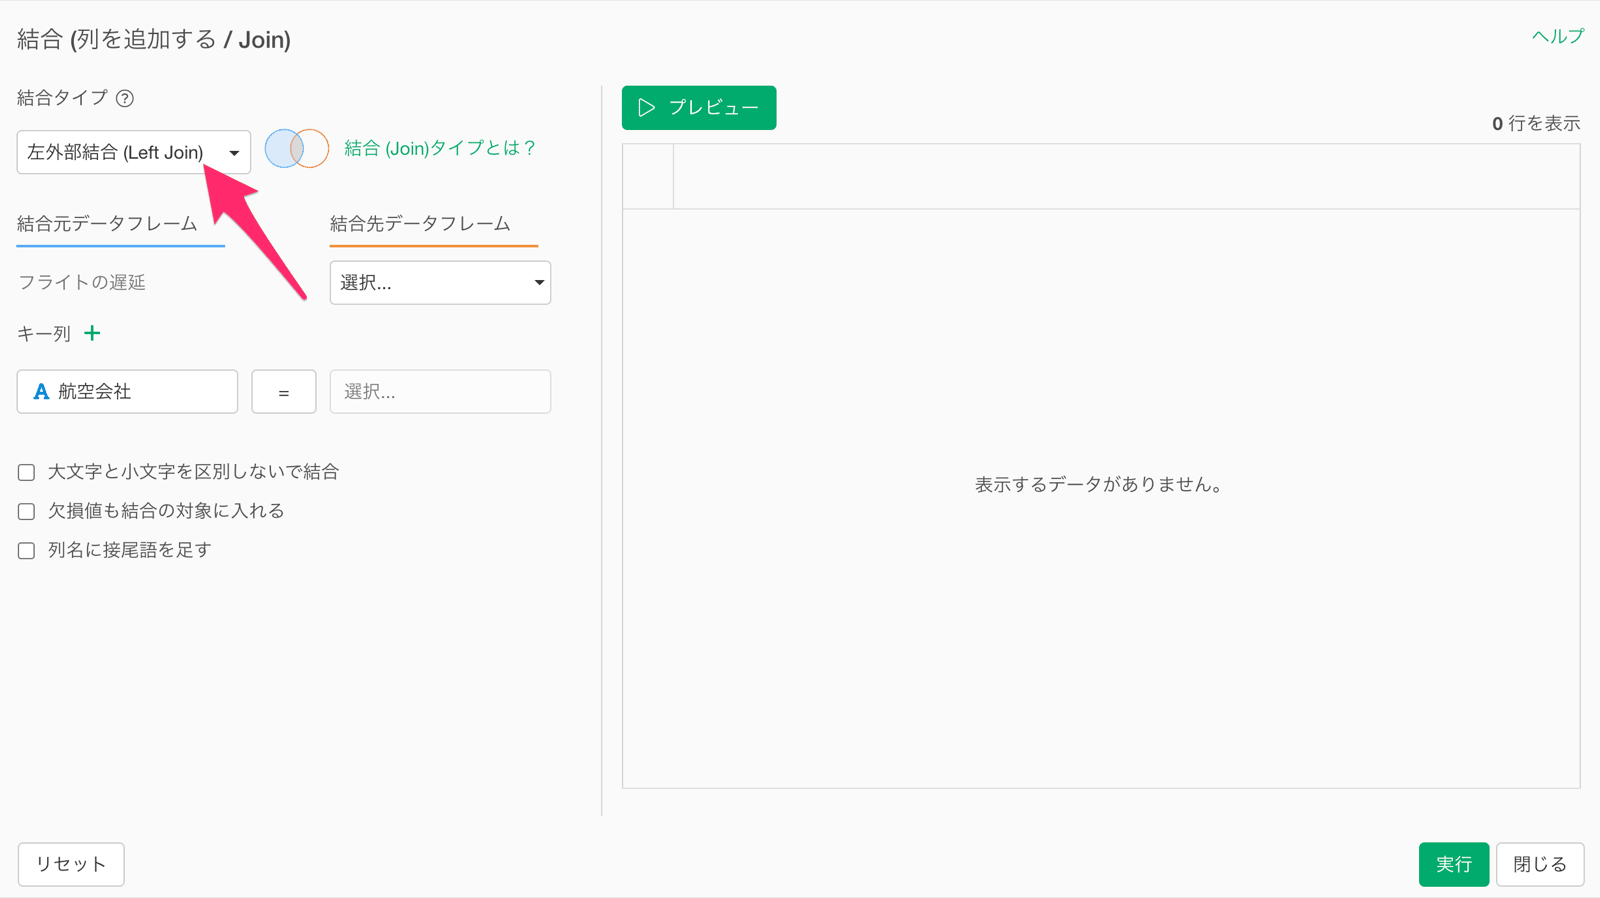 結合 (列を追加する / Join)
ヘルプ
結合タイプ ?
左外部結合 (Left Join)
結合 (Join)タイプとは？
プレビュー
0 行を表示
結合元データフレーム
結合先データフレーム
フライトの遅延
選択...
キー列 +
A 航空会社
=
選択...
大文字と小文字を区別しないで結合
欠損値も結合の対象に入れる
列名に接尾語を足す
表示するデータがありません。
リセット
実行
閉じる